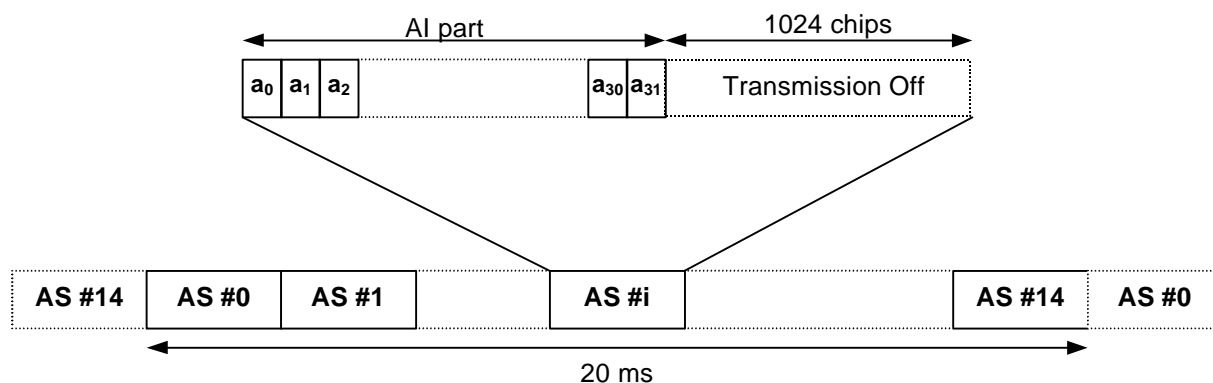 AI part 1024 chips
a₀ a₁ a₂ a₃₀ a₃₁ Transmission Off
AS #14 AS #0 AS #1 AS #i AS #14 AS #0
20 ms